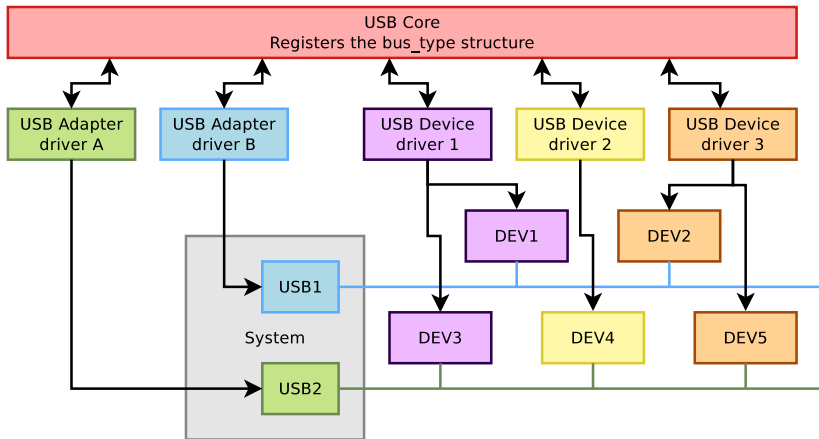 USB Core
Registers the bus_type structure
USB Adapter
driver A
USB Adapter
driver B
USB Device
driver 1
USB Device
driver 2
USB Device
driver 3
DEV1
DEV2
USB1
System
DEV3
DEV4
DEV5
USB2